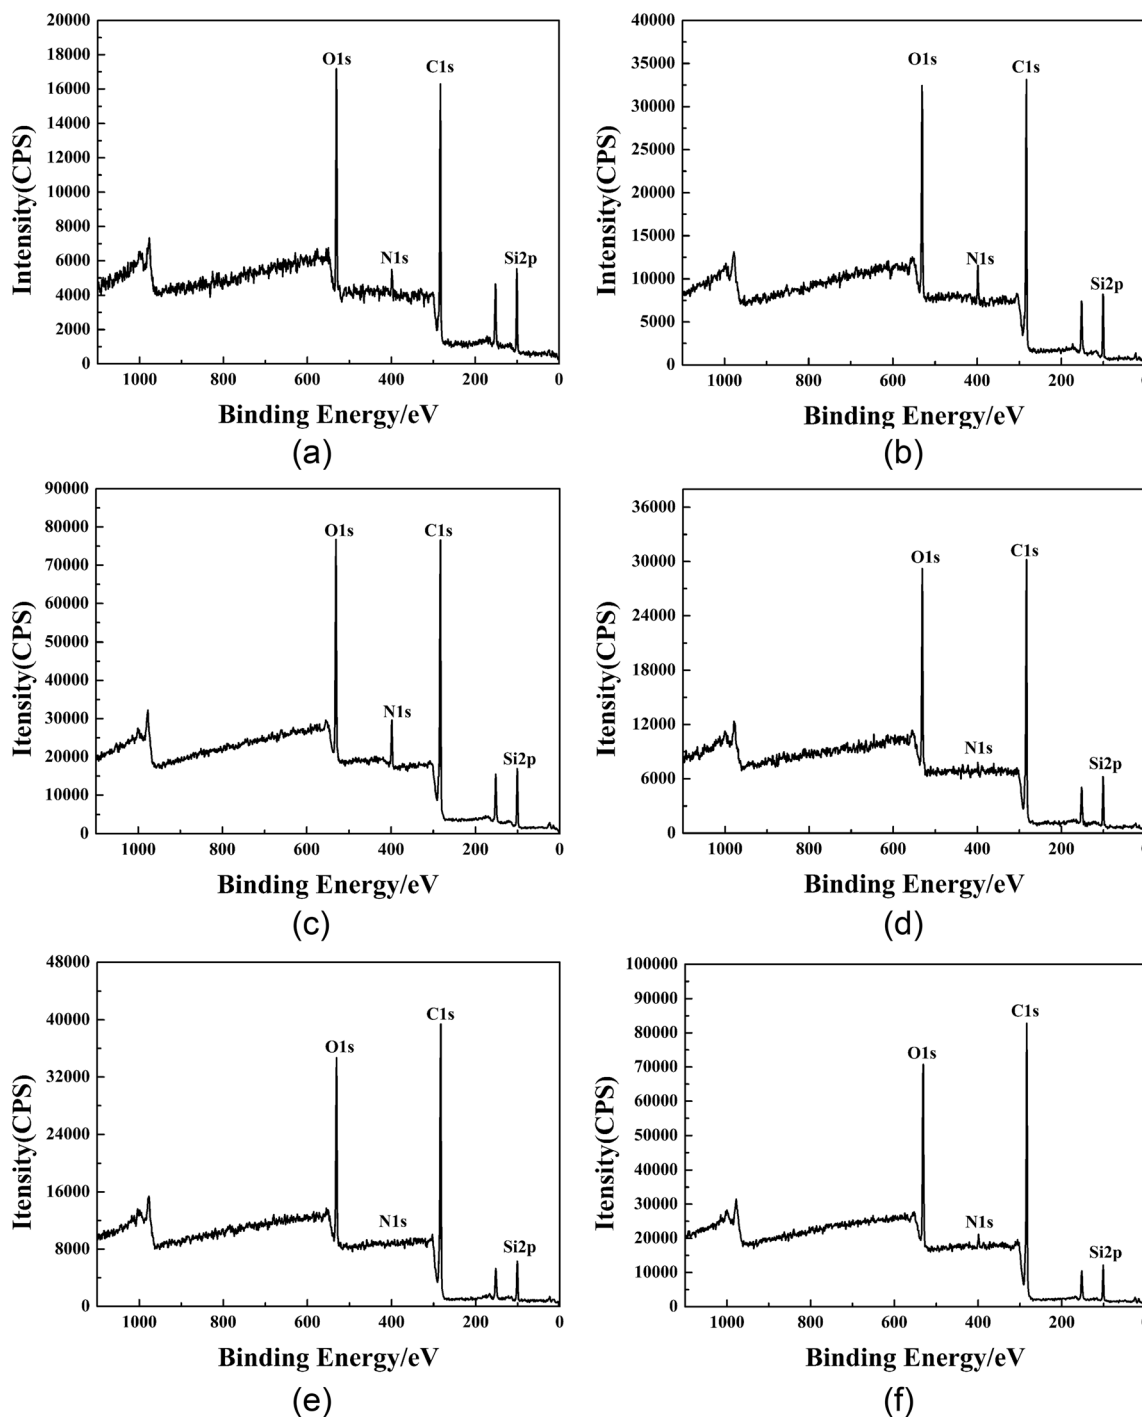 20000
18000
16000
14000
12000
10000
8000
6000
4000
2000
0
Intensity(CPS)
O1s
C1s
N1s
Si2p
1000 800 600 400 200 0
Binding Energy/eV
(a)
40000
35000
30000
25000
20000
15000
10000
5000
0
Intensity(CPS)
O1s
C1s
N1s
Si2p
1000 800 600 400 200
Binding Energy/eV
(b)
90000
80000
70000
60000
50000
40000
30000
20000
10000
0
Itensity(CPS)
O1s
C1s
N1s
Si2p
1000 800 600 400 200 0
Binding Energy/eV
(c)
36000
30000
24000
18000
12000
6000
0
Itensity(CPS)
O1s
C1s
N1s
Si2p
1000 800 600 400 200
Binding Energy/eV
(d)
48000
40000
32000
24000
16000
8000
0
Itensity(CPS)
O1s
C1s
N1s
Si2p
1000 800 600 400 200 0
Binding Energy/eV
(e)
100000
90000
80000
70000
60000
50000
40000
30000
20000
10000
0
Itensity(CPS)
O1s
C1s
N1s
Si2p
1000 800 600 400 200
Binding Energy/eV
(f)